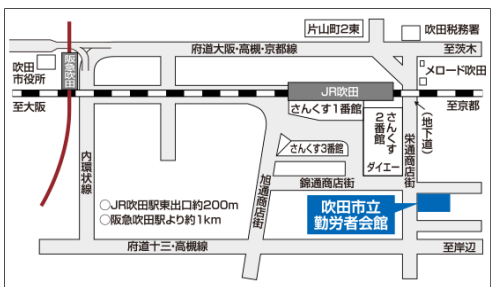 片山町2東
吹田税務署
府道大阪・高槻・京都線
至茨木
吹田
市役所
阪急吹田
JR吹田
メロード吹田
至大阪
さんくす1番館
さんくす
2番館
ダイエー
栄通商店街
(地下道)
至京都
さんくす3番館
内環状線
旭通商店街
錦通商店街
○JR吹田駅東出口約200m
○阪急吹田駅より約1km
吹田市立
勤労者会館
府道十三・高槻線
至岸辺